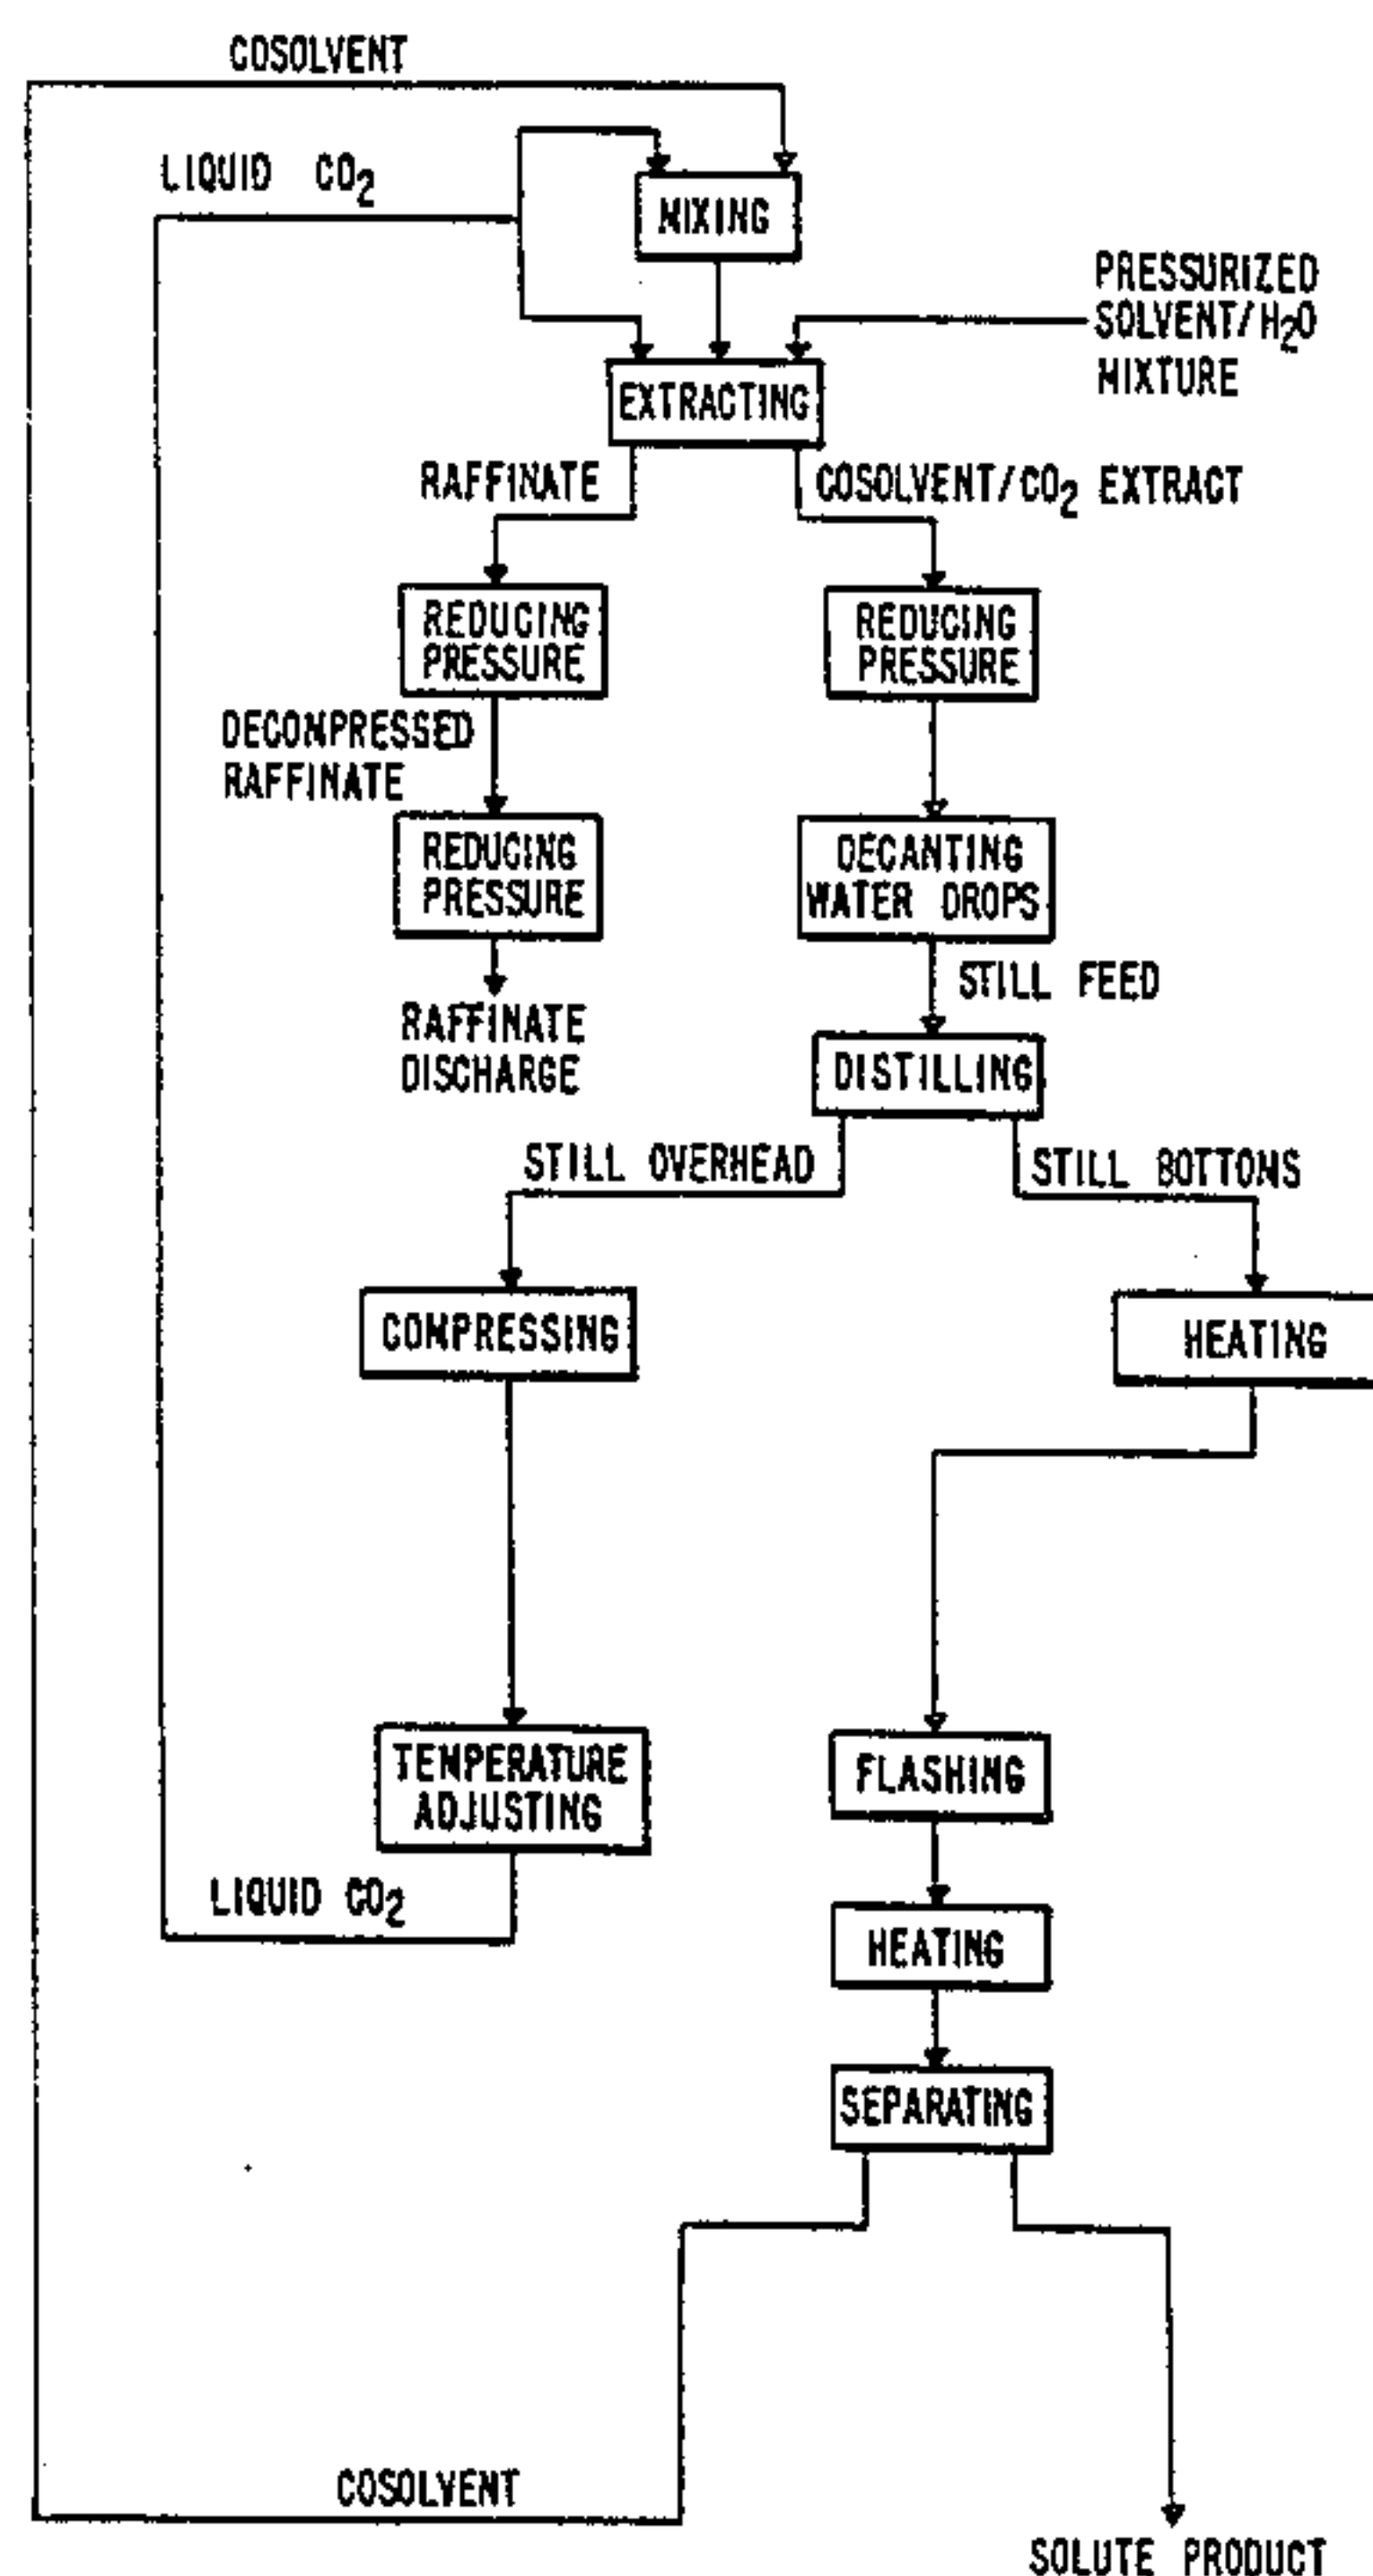 COSOLVENT
LIQUID CO2
MIXING
PRESSURIZED
SOLVENT/H2O
MIXTURE
EXTRACTING
RAFFINATE
COSOLVENT/CO2 EXTRACT
REDUCING
PRESSURE
REDUCING
PRESSURE
DECOMPRESSED
RAFFINATE
REDUCING
PRESSURE
DECANTING
WATER DROPS
STILL FEED
RAFFINATE
DISCHARGE
DISTILLING
STILL OVERHEAD
STILL BOTTOMS
COMPRESSING
HEATING
TEMPERATURE
ADJUSTING
FLASHING
LIQUID CO2
HEATING
SEPARATING
COSOLVENT
SOLUTE PRODUCT